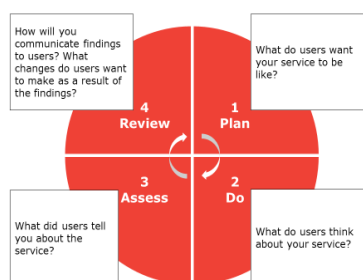 How will you
communicate findings
to users? What
changes do users want
to make as a result of
the findings?
What do users want
your service to be
like?
4
Review
1
Plan
3
Assess
2
Do
What did users tell
you about the
service?
What do users think
about your service?